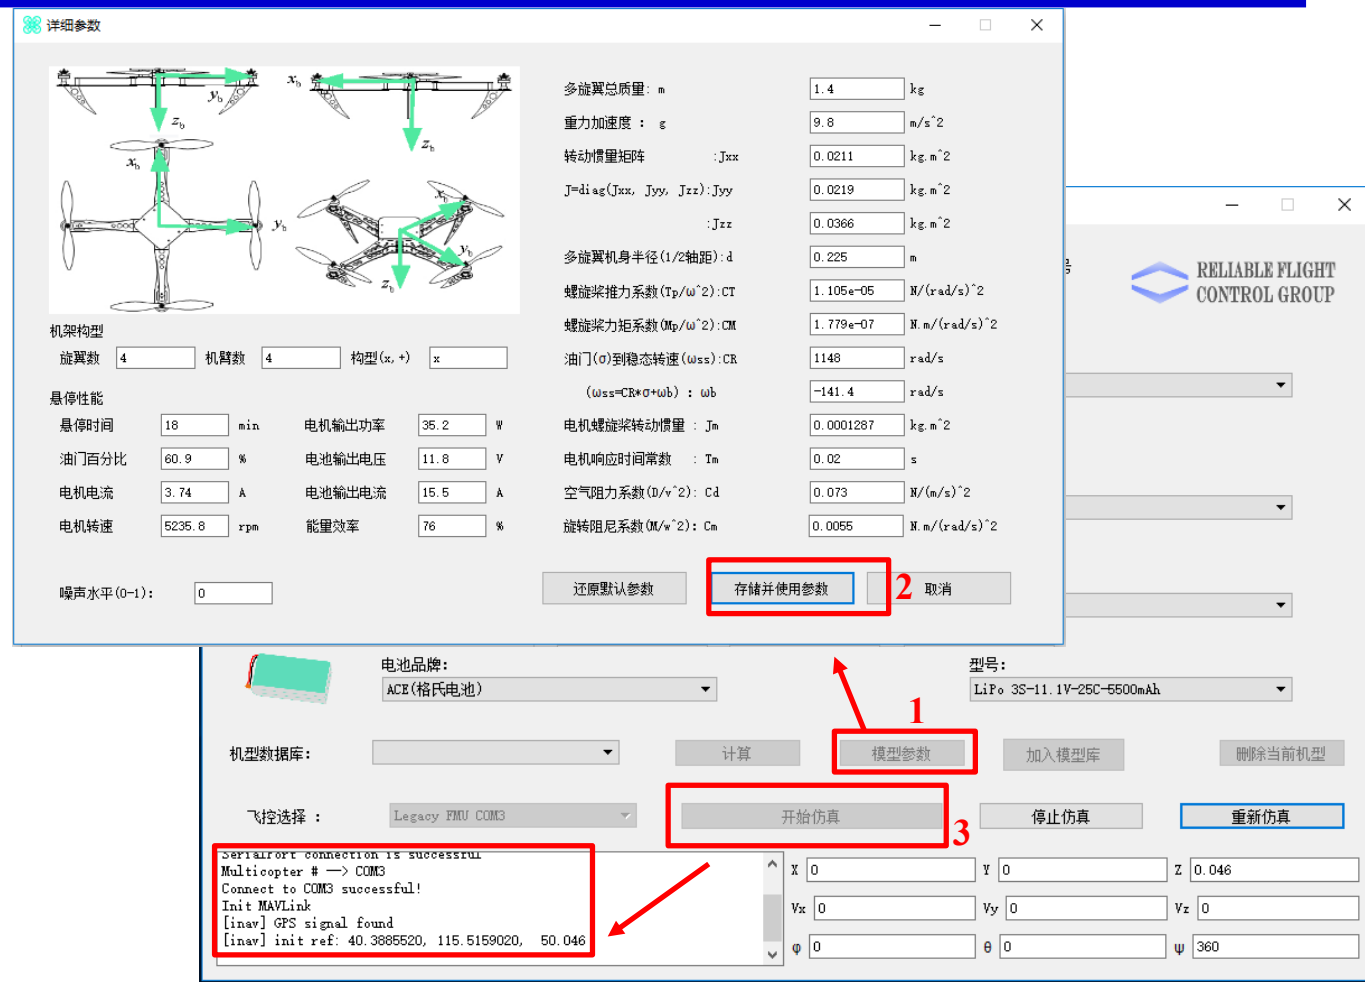 详细参数
xb
yb
zb
zb
xb
yb
xb
yb
zb
机架构型
旋翼数 4 机臂数 4 构型(x,+) x
悬停性能
悬停时间 18 min 电机输出功率 35.2 W
油门百分比 60.9 % 电池输出电压 11.8 V
电机电流 3.74 A 电池输出电流 15.5 A
电机转速 5235.8 rpm 能量效率 76 %
噪声水平(0-1): 0
多旋翼总质量: m 1.4 kg
重力加速度 : g 9.8 m/s^2
转动惯量矩阵 :Jxx 0.0211 kg.m^2
J=diag(Jxx, Jyy, Jzz):Jyy 0.0219 kg.m^2
:Jzz 0.0366 kg.m^2
多旋翼机身半径(1/2轴距):d 0.225 m
螺旋桨推力系数(Tp/ω^2):CT 1.105e-05 N/(rad/s)^2
螺旋桨力矩系数(Mp/ω^2):CM 1.779e-07 N.m/(rad/s)^2
油门(σ)到稳态转速(ωss):CR 1148 rad/s
(ωss=CR*σ+ωb) : ωb -141.4 rad/s
电机螺旋桨转动惯量 : Jm 0.0001287 kg.m^2
电机响应时间常数 : Tm 0.02 s
空气阻力系数(D/v^2): Cd 0.073 N/(m/s)^2
旋转阻尼系数(M/w^2): Cm 0.0055 N.m/(rad/s)^2
还原默认参数 存储并使用参数 2 取消
RELIABLE FLIGHT
CONTROL GROUP
电池品牌: 型号:
ACE(格氏电池) LiPo 3S-11.1V-25C-5500mAh
1
机型数据库: 计算 模型参数 加入模型库 删除当前机型
飞控选择 : Legacy FMU COM3 开始仿真 3 停止仿真 重新仿真
SerialPort connection is successful
Multicopter # —> COM3
Connect to COM3 successful!
Init MAVLink
[inav] GPS signal found
[inav] init ref: 40.3885520, 115.5159020, 50.046
X 0 Y 0 Z 0.046
Vx 0 Vy 0 Vz 0
φ 0 θ 0 ψ 360